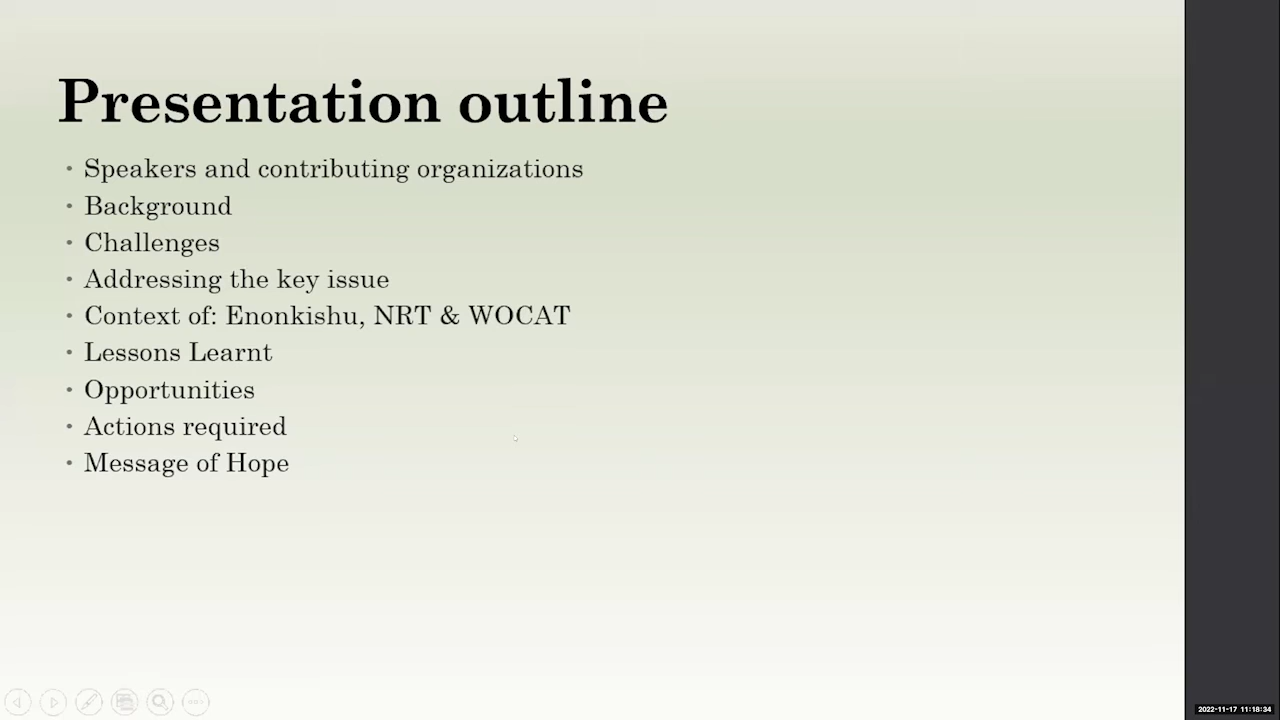 Presentation outline
• Speakers and contributing organizations
• Background
• Challenges
• Addressing the key issue
• Context of: Enonkishu, NRT & WOCAT
• Lessons Learnt
• Opportunities
• Actions required
• Message of Hope
2022-11-17 11:18:34